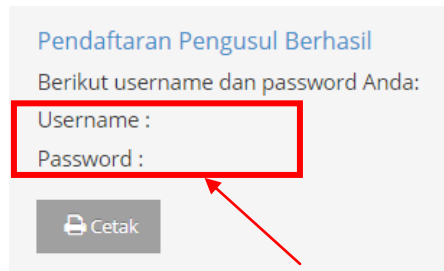 Pendaftaran Pengusul Berhasil
Berikut username dan password Anda:
Username :
Password :
Cetak